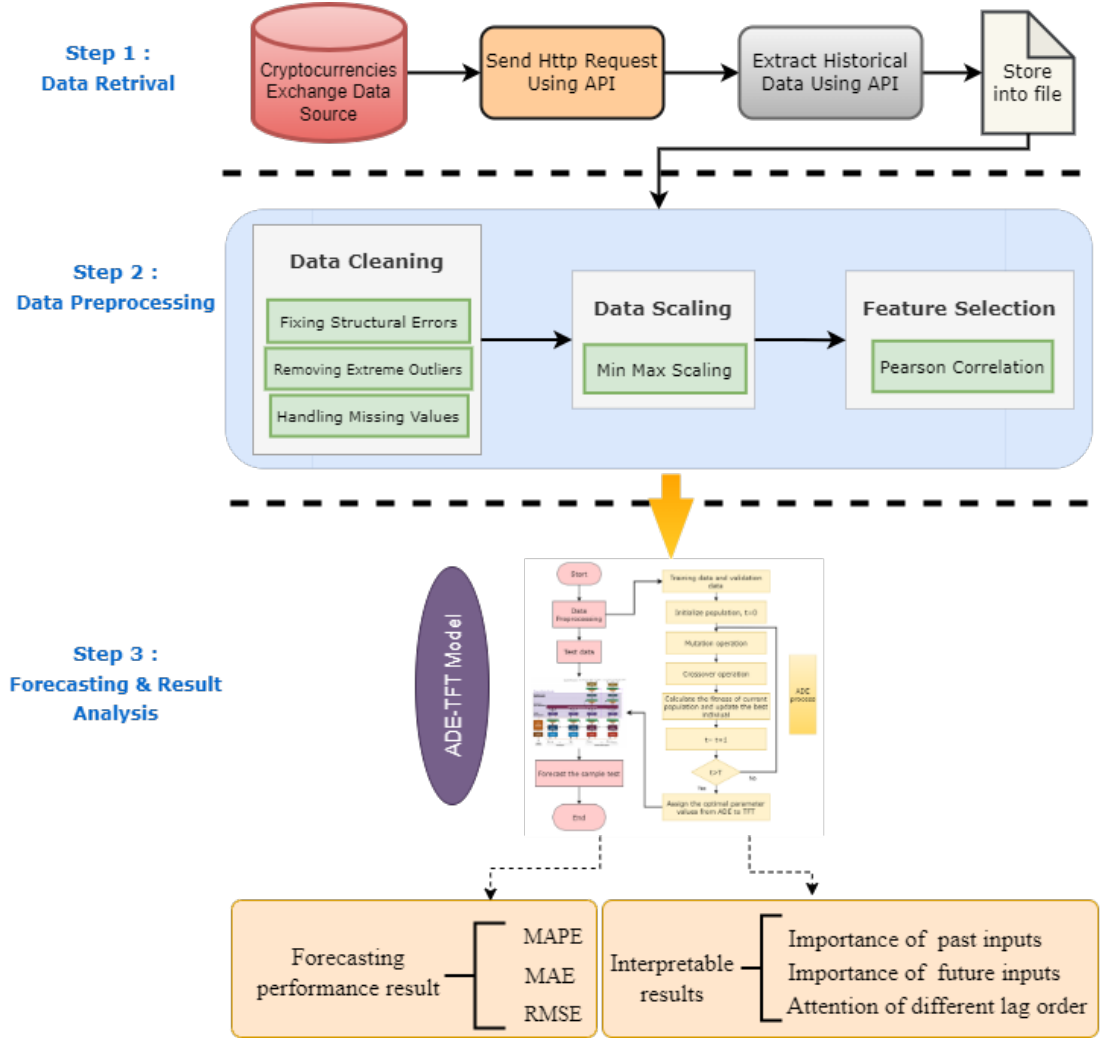 Step 1 :
Data Retrival
Cryptocurrencies
Exchange Data
Source
Send Http Request
Using API
Extract Historical
Data Using API
Store
into file
Step 2 :
Data Preprocessing
Data Cleaning
Fixing Structural Errors
Removing Extreme Outliers
Handling Missing Values
Data Scaling
Min Max Scaling
Feature Selection
Pearson Correlation
Step 3 :
Forecasting & Result
Analysis
ADE-TFT Model
Start
Data
Preprocessing
Test data
Forecast the sample test
End
Training data and validation
data
Initialize population, t=0
Mutation operation
Crossover operation
Calculate the fitness of current
population and update the best
t= t+1
t>T
No
Assign the optimal parameter
values from ADE to TFT
ADE
process
Forecasting
performance result
MAPE
MAE
RMSE
Interpretable
results
Importance of past inputs
Importance of future inputs
Attention of different lag order